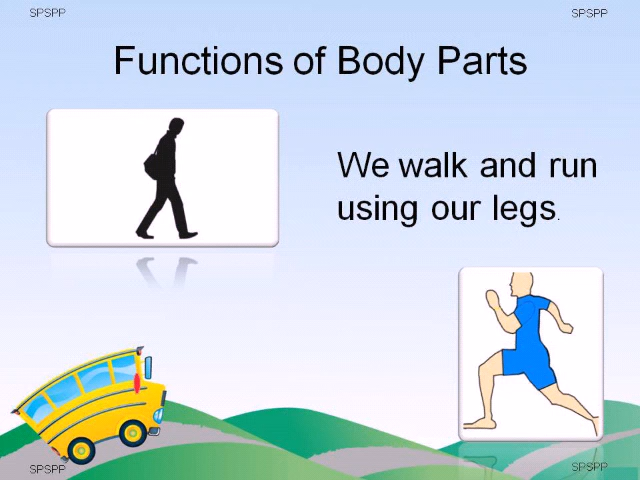 SPSPP SPSPP
Functions of Body Parts
We walk and run
using our legs.
SPSPP SPSPP